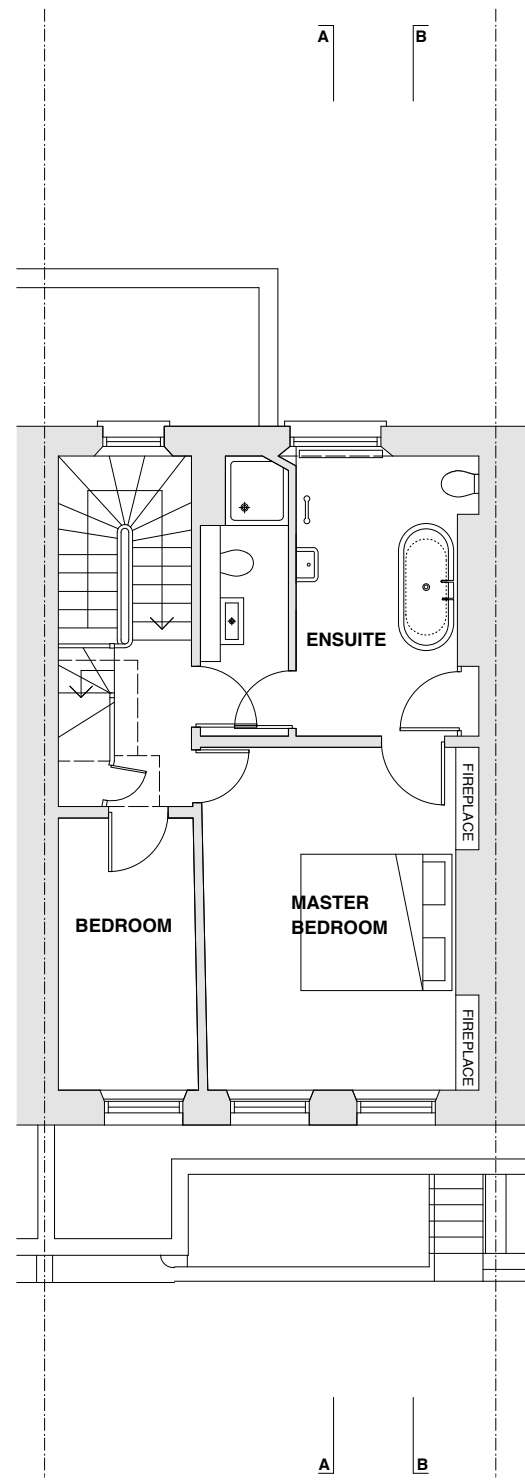 A B
ENSUITE
FIREPLACE
MASTER
BEDROOM
BEDROOM
FIREPLACE
A B